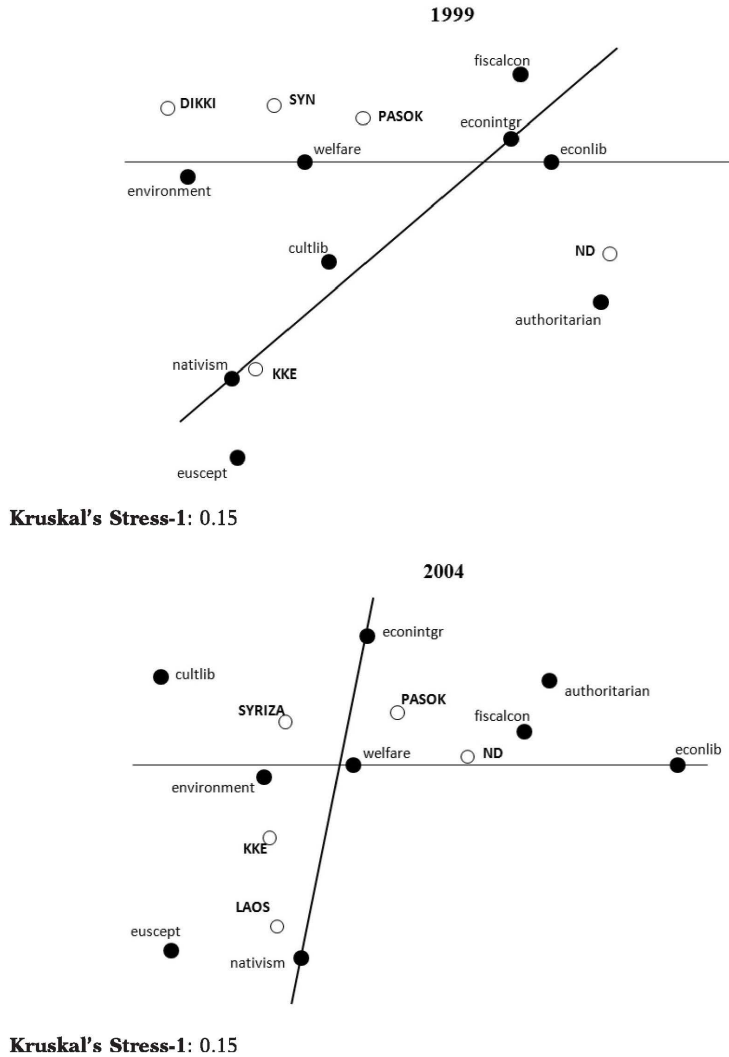 1999
fiscalcon
DIKKI
SYN
PASOK
econintgr
welfare
econlib
environment
cultlib
ND
authoritarian
nativism
KKE
euscept
Kruskal's Stress-1: 0.15
2004
econintgr
cultlib
authoritarian
SYRIZA
PASOK
fiscalcon
welfare
ND
econlib
environment
KKE
LAOS
euscept
nativism
Kruskal's Stress-1: 0.15